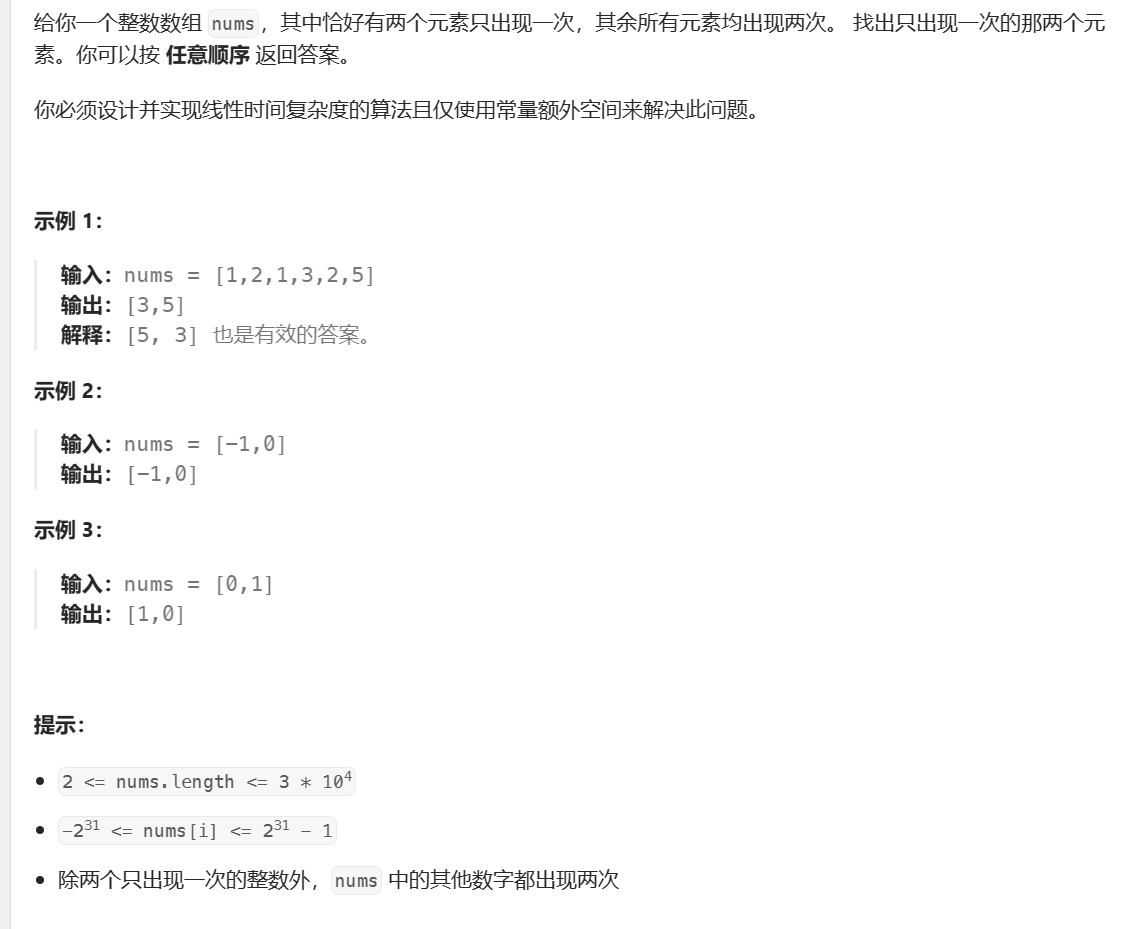 给你一个整数数组 nums，其中恰好有两个元素只出现一次，其余所有元素均出现两次。 找出只出现一次的那两个元
素。你可以按 任意顺序 返回答案。
你必须设计并实现线性时间复杂度的算法且仅使用常量额外空间来解决此问题。
示例 1：
输入：nums = [1,2,1,3,2,5]
输出：[3,5]
解释：[5, 3] 也是有效的答案。
示例 2：
输入：nums = [-1,0]
输出：[-1,0]
示例 3：
输入：nums = [0,1]
输出：[1,0]
提示：
• 2 <= nums.length <= 3 * 10⁴
• -2³¹ <= nums[i] <= 2³¹ - 1
• 除两个只出现一次的整数外，nums 中的其他数字都出现两次